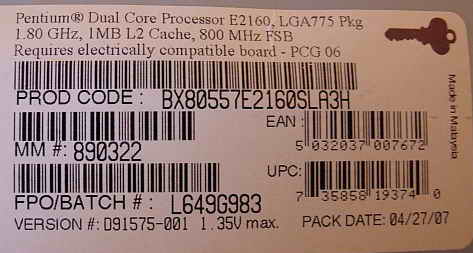 Pentium® Dual Core Processor E2160, LGA775 Pkg
1.80 GHz, 1MB L2 Cache, 800 MHz FSB
Requires electrically compatible board - PCG 06
PROD CODE : BX80557E2160SLA3H
EAN :
5 032037 007672
MM #: 890322
UPC:
7 35858 19374 0
FPO/BATCH # : L649G983
VERSION #: D91575-001 1.35V max. PACK DATE: 04/27/07
Made in Malaysia